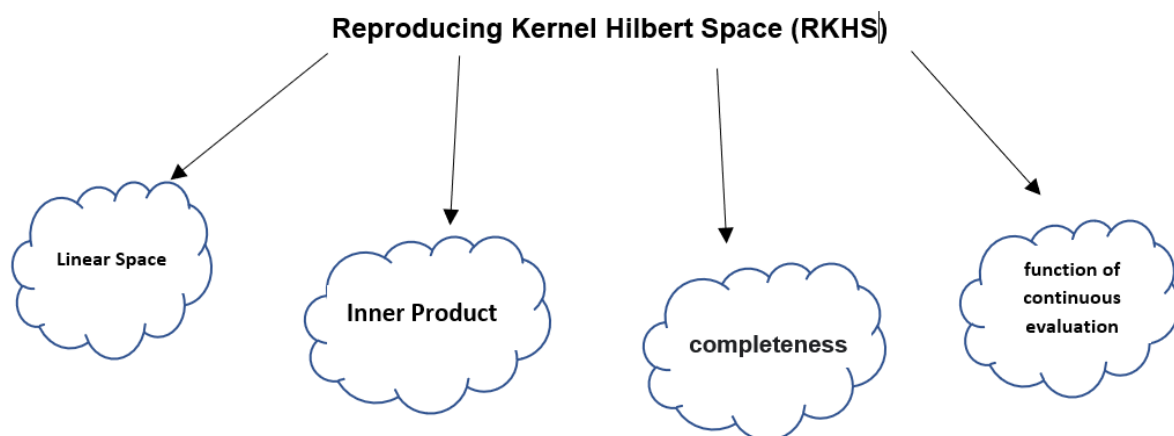 Reproducing Kernel Hilbert Space (RKHS)
Linear Space
Inner Product
completeness
function of
continuous
evaluation